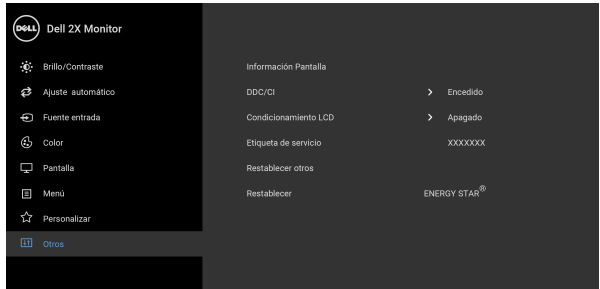 DELL Dell 2X Monitor
Brillo/Contraste Información Pantalla
Ajuste automático DDC/CI > Encedido
Fuente entrada Condicionamiento LCD > Apagado
Color Etiqueta de servicio XXXXXXX
Pantalla Restablecer otros
Menú Restablecer ENERGY STAR®
Personalizar
Otros